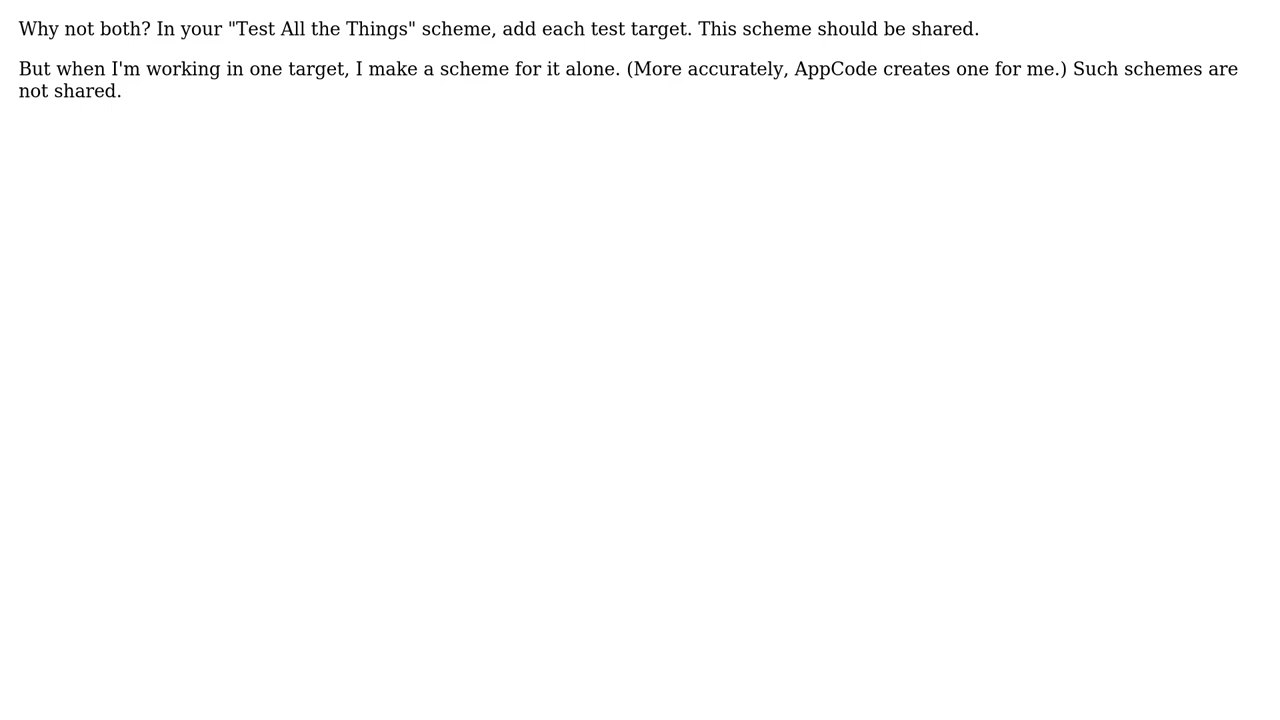 Why not both? In your "Test All the Things" scheme, add each test target. This scheme should be shared.
But when I'm working in one target, I make a scheme for it alone. (More accurately, AppCode creates one for me.) Such schemes are
not shared.